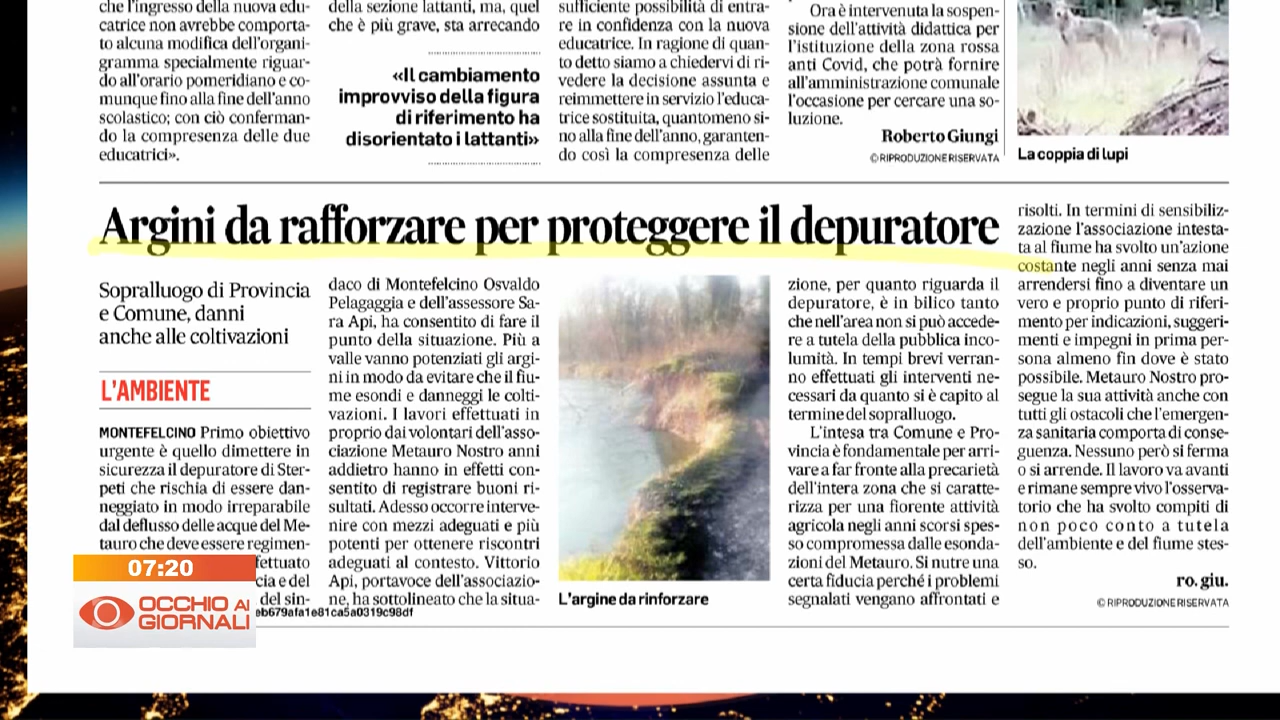 che l'ingresso della nuova edu-
catrice non avrebbe comporta-
to alcuna modifica dell'organi-
gramma specialmente riguar-
do all'orario pomeridiano e co-
munque fino alla fine dell'anno
scolastico; con ciò conferman-
do la compresenza delle due
educatrici».
della sezione lattanti, ma, quel
che è più grave, sta arrecando
«Il cambiamento
improvviso della figura
di riferimento ha
disorientato i lattanti»
sufficiente possibilità di entra-
re in confidenza con la nuova
educatrice. In ragione di quan-
to detto siamo a chiedervi di ri-
vedere la decisione assunta e
reimmettere in servizio l'educa-
trice sostituita, quantomeno si-
no alla fine dell'anno, garanten-
do così la compresenza delle
Ora è intervenuta la sospen-
sione dell'attività didattica per
l'istituzione della zona rossa
anti Covid, che potrà fornire
all'amministrazione comunale
l'occasione per cercare una so-
luzione.
Roberto Giungi
© RIPRODUZIONE RISERVATA
La coppia di lupi
Argini da rafforzare per proteggere il depuratore
Sopralluogo di Provincia
e Comune, danni
anche alle coltivazioni
L'AMBIENTE
MONTEFELCINO Primo obiettivo
urgente è quello di mettere in
sicurezza il depuratore di Ster-
peti che rischia di essere dan-
neggiato in modo irreparabile
dal deflusso delle acque del Me-
tauro che deve essere regimen-
fettuato
cia e del
del sin-
daco di Montefelcino Osvaldo
Pelagaggia e dell'assessore Sa-
ra Api, ha consentito di fare il
punto della situazione. Più a
valle vanno potenziati gli argi-
ni in modo da evitare che il fiu-
me esondi e danneggi le colti-
vazioni. I lavori effettuati in
proprio dai volontari dell'asso-
ciazione Metauro Nostro anni
addietro hanno in effetti con-
sentito di registrare buoni ri-
sultati. Adesso occorre interve-
nire con mezzi adeguati e più
potenti per ottenere riscontri
adeguati al contesto. Vittorio
Api, portavoce dell'associazio-
ne, ha sottolineato che la situa-
L'argine da rinforzare
zione, per quanto riguarda il
depuratore, è in bilico tanto
che nell'area non si può accede-
re a tutela della pubblica inco-
lumità. In tempi brevi verran-
no effettuati gli interventi ne-
cessari da quanto si è capito al
termine del sopralluogo.
L'intesa tra Comune e Pro-
vincia è fondamentale per arri-
vare a far fronte alla precarietà
dell'intera zona che si caratte-
rizza per una fiorente attività
agricola negli anni scorsi spes-
so compromessa dalle esonda-
zioni del Metauro. Si nutre una
certa fiducia perché i problemi
segnalati vengano affrontati e
risolti. In termini di sensibiliz-
zazione l'associazione intesta-
ta al fiume ha svolto un'azione
costante negli anni senza mai
arrendersi fino a diventare un
vero e proprio punto di riferi-
mento per indicazioni, suggeri-
menti e impegni in prima per-
sona almeno fin dove è stato
possibile. Metauro Nostro pro-
segue la sua attività anche con
tutti gli ostacoli che l'emergen-
za sanitaria comporta di conse-
guenza. Nessuno però si ferma
o si arrende. Il lavoro va avanti
e rimane sempre vivo l'osserva-
torio che ha svolto compiti di
non poco conto a tutela
dell'ambiente e del fiume stes-
so.
ro. giu.
© RIPRODUZIONE RISERVATA
07:20
OCCHIO AI
GIORNALI
eb679afa1e81ca5a0319c98df